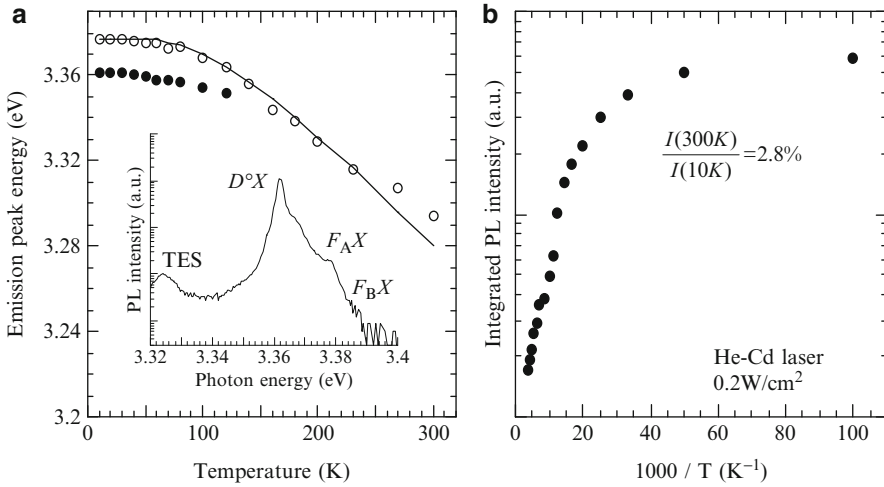 a
Emission peak energy (eV)
3.36
3.32
3.28
3.24
3.2
0 100 200 300
Temperature (K)
PL intensity (a.u.)
D°X
F_AX
F_BX
TES
3.32 3.34 3.36 3.38 3.4
Photon energy (eV)
b
Integrated PL intensity (a.u.)
I(300K)
I(10K)
=2.8%
He-Cd laser
0.2W/cm²
0 20 40 60 80 100
1000 / T (K⁻¹)